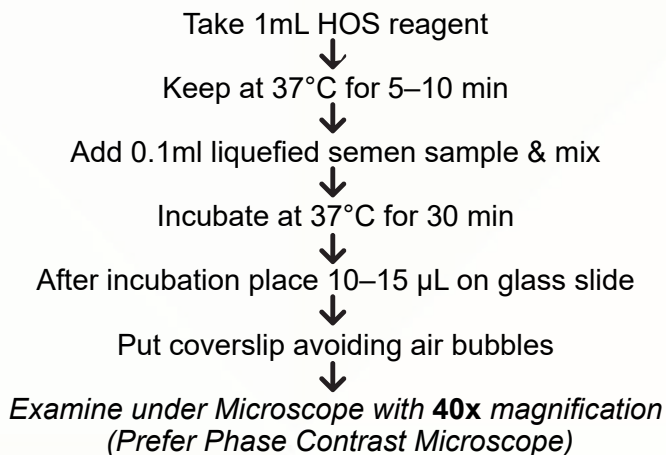 Take 1mL HOS reagent
Keep at 37°C for 5–10 min
Add 0.1ml liquefied semen sample & mix
Incubate at 37°C for 30 min
After incubation place 10–15 µL on glass slide
Put coverslip avoiding air bubbles
Examine under Microscope with 40x magnification
(Prefer Phase Contrast Microscope)